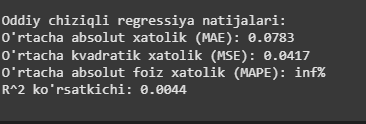 Oddiy chiziqli regressiya natijalari:
O'rtacha absolut xatolik (MAE): 0.0783
O'rtacha kvadratik xatolik (MSE): 0.0417
O'rtacha absolut foiz xatolik (MAPE): inf%
R^2 ko'rsatkichi: 0.0044